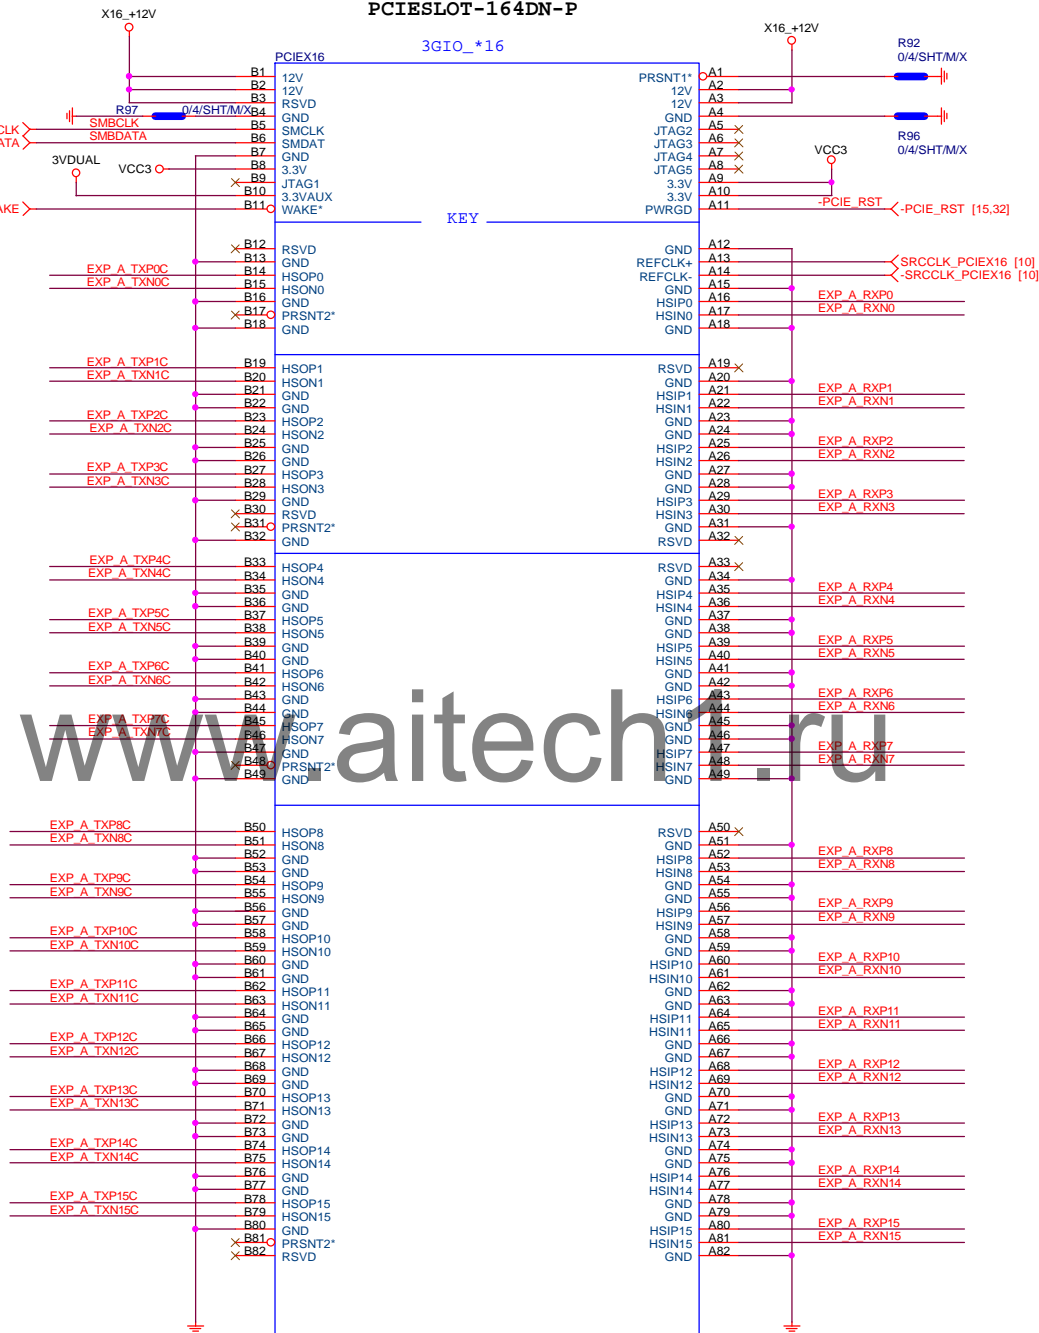 PCIESLOT-164DN-P
X16_+12V
X16_+12V
3GIO_*16
PCIEX16
R92
0/4/SHT/M/X
R97
0/4/SHT/M/X
R96
0/4/SHT/M/X
SMBCLK
SMBDATA
3VDUAL
VCC3
VCC3
-PCIE_RST
-PCIE_RST [15,32]
KEY
SRCCLK_PCIEX16 [10]
-SRCCLK_PCIEX16 [10]
B1 12V PRSNT1* A1
B2 12V 12V A2
B3 RSVD 12V A3
B4 GND GND A4
B5 SMCLK JTAG2 A5
B6 SMDAT JTAG3 A6
B7 GND JTAG4 A7
B8 3.3V JTAG5 A8
B9 JTAG1 3.3V A9
B10 3.3VAUX 3.3V A10
B11 WAKE* PWRGD A11
B12 RSVD GND A12
B13 GND REFCLK+ A13
EXP_A_TXP0C B14 HSOP0 REFCLK- A14
EXP_A_TXN0C B15 HSON0 GND A15
B16 GND HSIP0 A16 EXP_A_RXP0
B17 PRSNT2* HSIN0 A17 EXP_A_RXN0
B18 GND GND A18
EXP_A_TXP1C B19 HSOP1 RSVD A19
EXP_A_TXN1C B20 HSON1 GND A20
B21 GND HSIP1 A21 EXP_A_RXP1
B22 GND HSIN1 A22 EXP_A_RXN1
EXP_A_TXP2C B23 HSOP2 GND A23
EXP_A_TXN2C B24 HSON2 GND A24
B25 GND HSIP2 A25 EXP_A_RXP2
B26 GND HSIN2 A26 EXP_A_RXN2
EXP_A_TXP3C B27 HSOP3 GND A27
EXP_A_TXN3C B28 HSON3 GND A28
B29 GND HSIP3 A29 EXP_A_RXP3
B30 RSVD HSIN3 A30 EXP_A_RXN3
B31 PRSNT2* GND A31
B32 GND RSVD A32
EXP_A_TXP4C B33 HSOP4 RSVD A33
EXP_A_TXN4C B34 HSON4 GND A34
B35 GND HSIP4 A35 EXP_A_RXP4
B36 GND HSIN4 A36 EXP_A_RXN4
EXP_A_TXP5C B37 HSOP5 GND A37
EXP_A_TXN5C B38 HSON5 GND A38
B39 GND HSIP5 A39 EXP_A_RXP5
B40 GND HSIN5 A40 EXP_A_RXN5
EXP_A_TXP6C B41 HSOP6 GND A41
EXP_A_TXN6C B42 HSON6 GND A42
B43 GND HSIP6 A43 EXP_A_RXP6
B44 GND HSIN6 A44 EXP_A_RXN6
EXP_A_TXP7C B45 HSOP7 GND A45
EXP_A_TXN7C B46 HSON7 GND A46
B47 GND HSIP7 A47 EXP_A_RXP7
B48 PRSNT2* HSIN7 A48 EXP_A_RXN7
B49 GND GND A49
www.aitech1.ru
EXP_A_TXP8C B50 HSOP8 RSVD A50
EXP_A_TXN8C B51 HSON8 GND A51
B52 GND HSIP8 A52 EXP_A_RXP8
B53 GND HSIN8 A53 EXP_A_RXN8
EXP_A_TXP9C B54 HSOP9 GND A54
EXP_A_TXN9C B55 HSON9 GND A55
B56 GND HSIP9 A56 EXP_A_RXP9
B57 GND HSIN9 A57 EXP_A_RXN9
EXP_A_TXP10C B58 HSOP10 GND A58
EXP_A_TXN10C B59 HSON10 GND A59
B60 GND HSIP10 A60 EXP_A_RXP10
B61 GND HSIN10 A61 EXP_A_RXN10
EXP_A_TXP11C B62 HSOP11 GND A62
EXP_A_TXN11C B63 HSON11 GND A63
B64 GND HSIP11 A64 EXP_A_RXP11
B65 GND HSIN11 A65 EXP_A_RXN11
EXP_A_TXP12C B66 HSOP12 GND A66
EXP_A_TXN12C B67 HSON12 GND A67
B68 GND HSIP12 A68 EXP_A_RXP12
B69 GND HSIN12 A69 EXP_A_RXN12
EXP_A_TXP13C B70 HSOP13 GND A70
EXP_A_TXN13C B71 HSON13 GND A71
B72 GND HSIP13 A72 EXP_A_RXP13
B73 GND HSIN13 A73 EXP_A_RXN13
EXP_A_TXP14C B74 HSOP14 GND A74
EXP_A_TXN14C B75 HSON14 GND A75
B76 GND HSIP14 A76 EXP_A_RXP14
B77 GND HSIN14 A77 EXP_A_RXN14
EXP_A_TXP15C B78 HSOP15 GND A78
EXP_A_TXN15C B79 HSON15 GND A79
B80 GND HSIP15 A80 EXP_A_RXP15
B81 PRSNT2* HSIN15 A81 EXP_A_RXN15
B82 RSVD GND A82